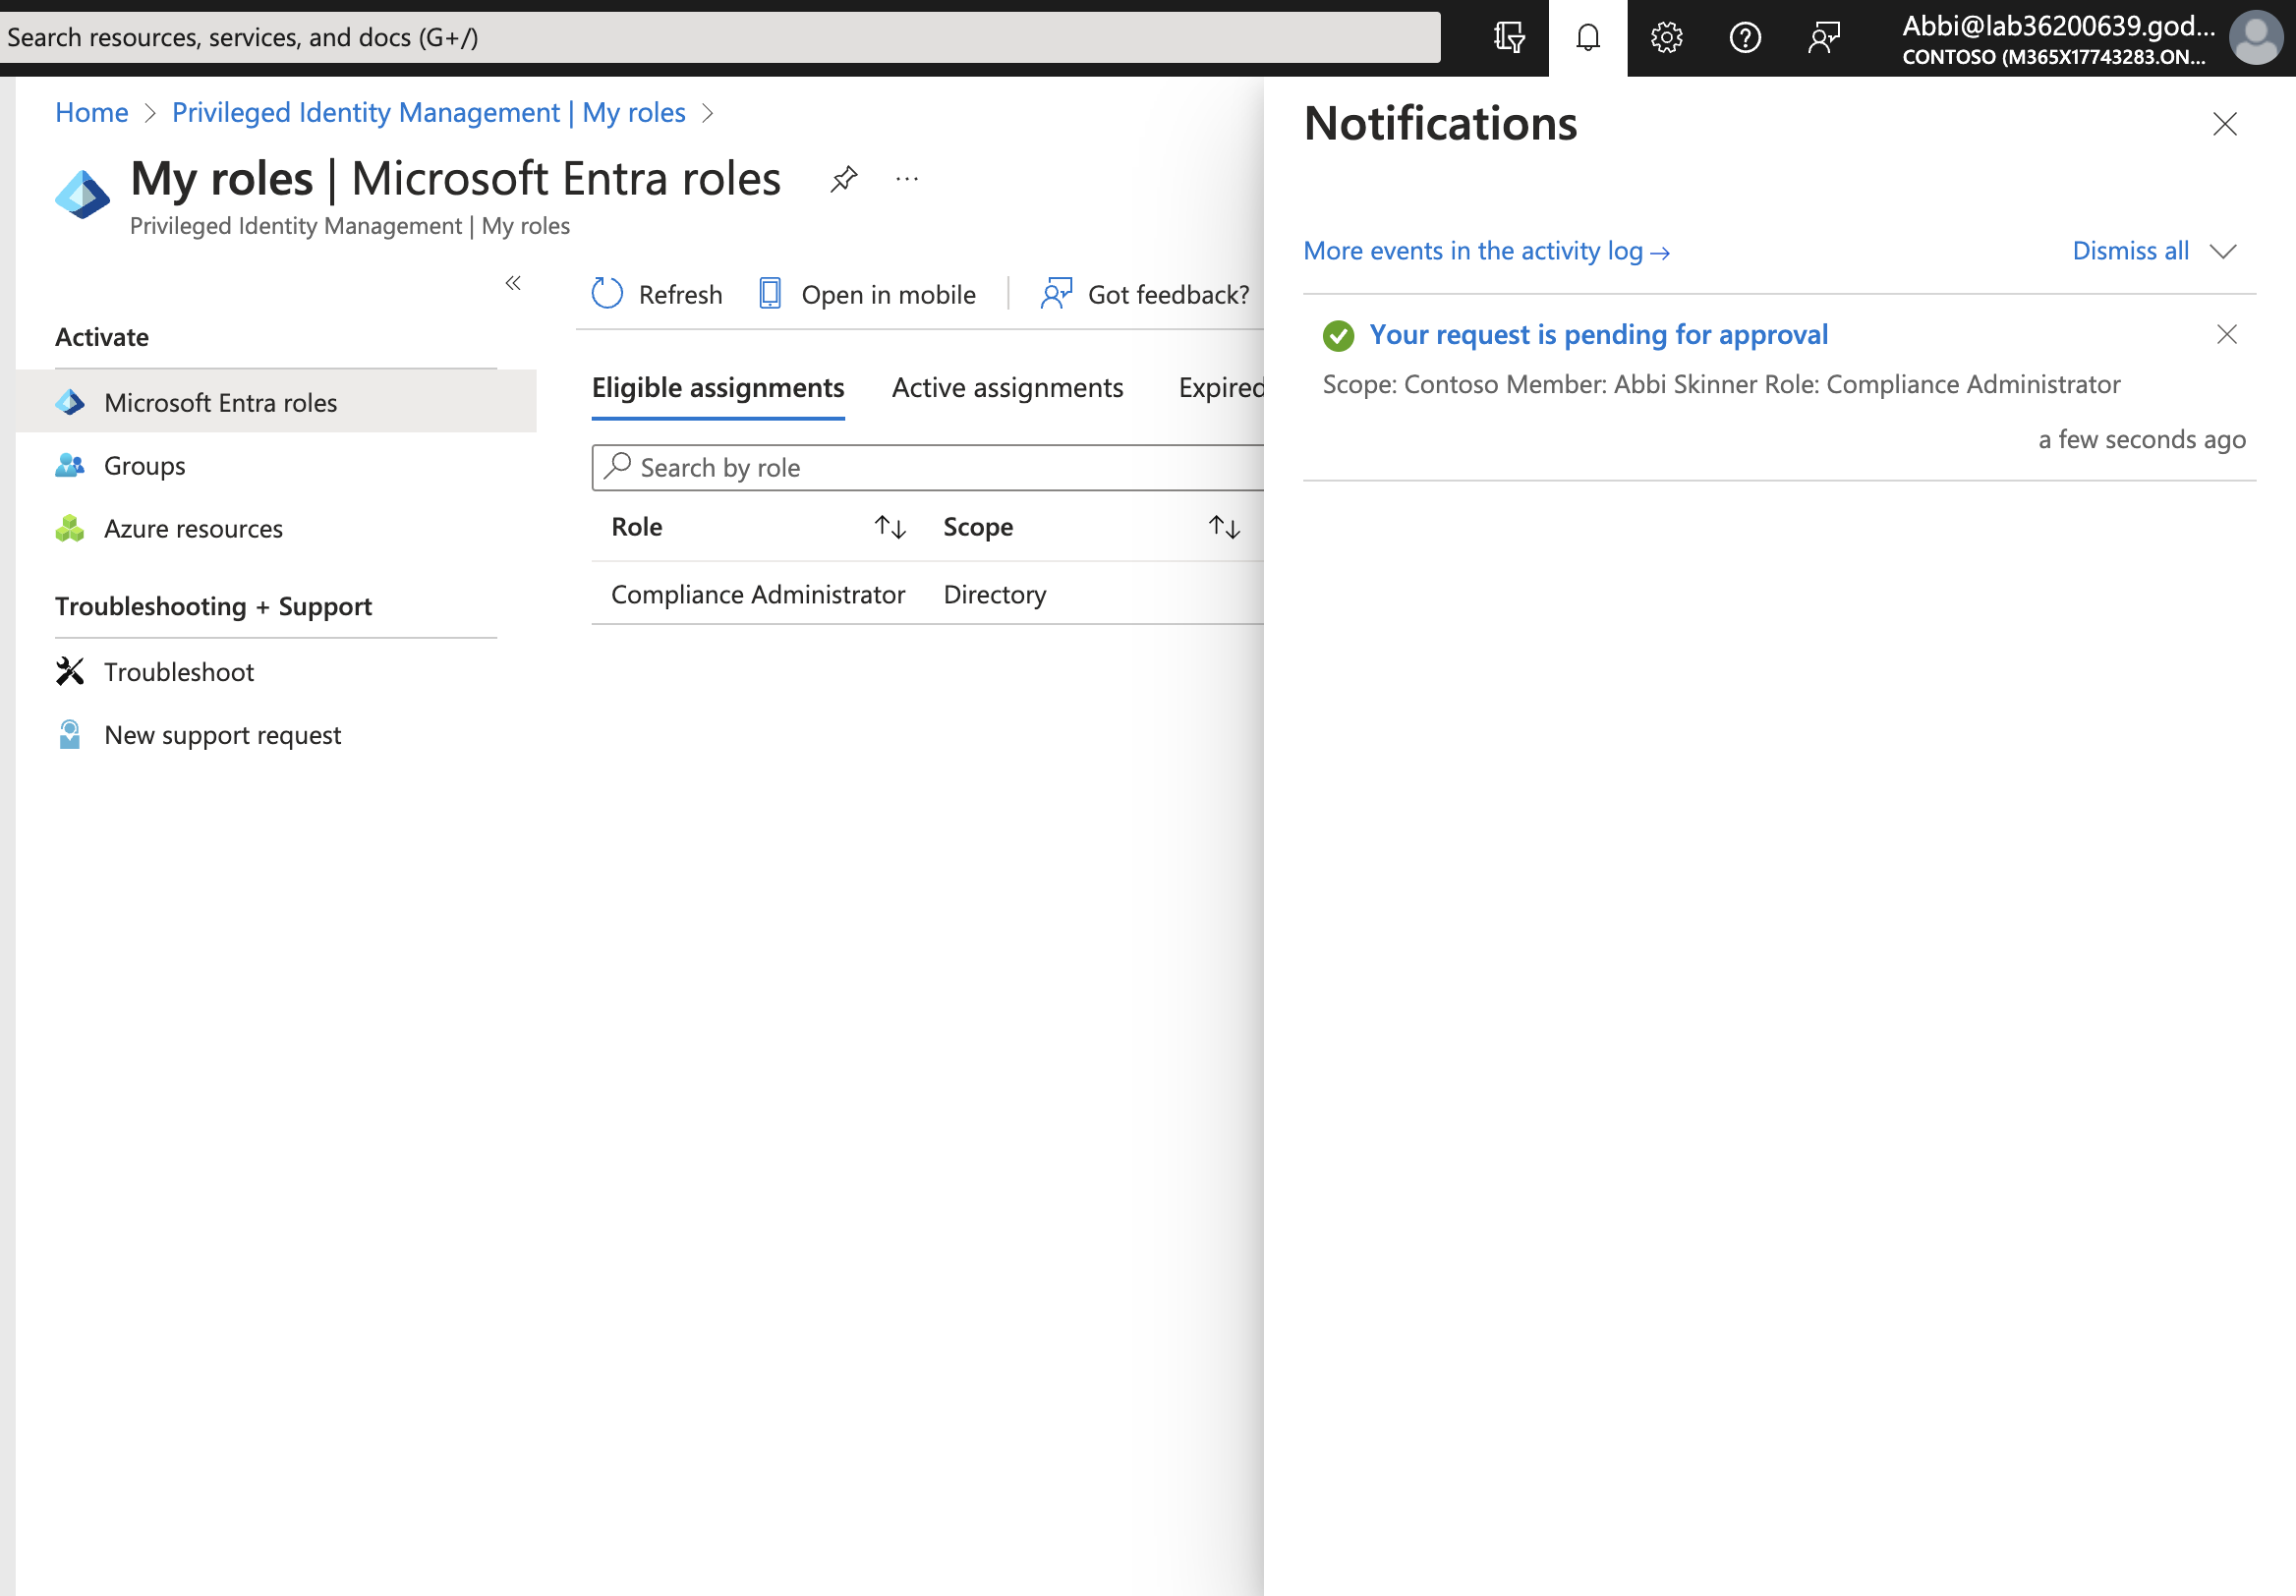 Search resources, services, and docs (G+/)
Abbi@lab36200639.god...
CONTOSO (M365X17743283.ON...
Home > Privileged Identity Management | My roles >
My roles | Microsoft Entra roles
...
Privileged Identity Management | My roles
«
Activate
Microsoft Entra roles
Groups
Azure resources
Troubleshooting + Support
Troubleshoot
New support request
Refresh
Open in mobile
Got feedback?
Eligible assignments
Active assignments
Expired
Search by role
Role
Scope
Compliance Administrator
Directory
Notifications
More events in the activity log →
Dismiss all
Your request is pending for approval
Scope: Contoso Member: Abbi Skinner Role: Compliance Administrator
a few seconds ago